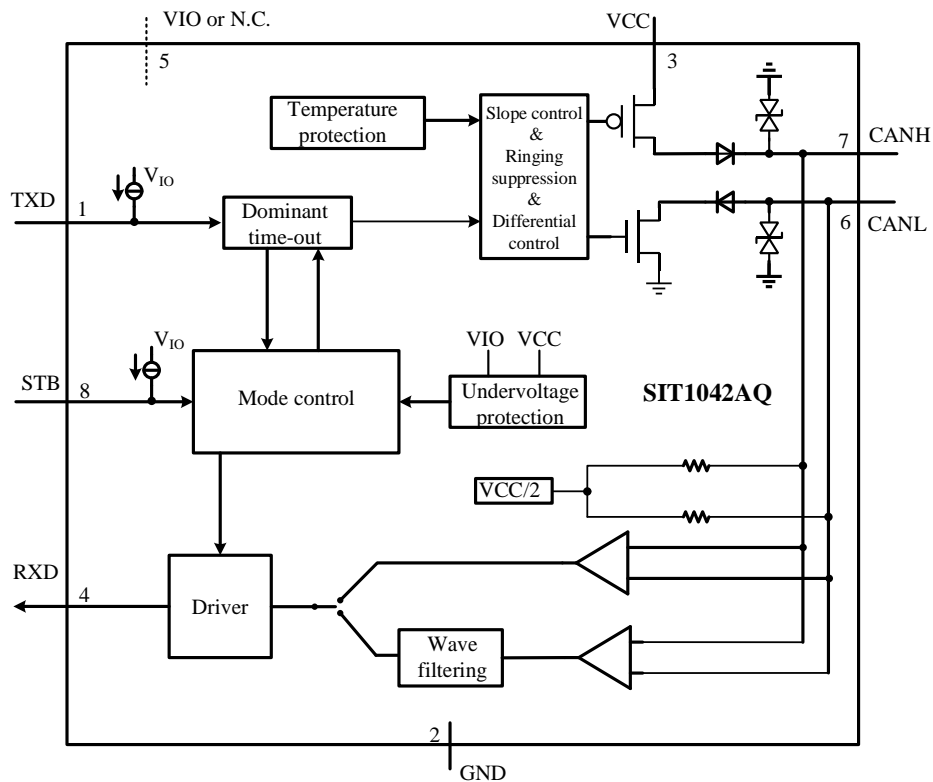 VIO or N.C.
VCC
5
3
Temperature
protection
Slope control
&
Ringing
suppression
&
Differential
control
7
CANH
TXD
1
VIO
Dominant
time-out
6
CANL
VIO
STB
8
Mode control
VIO
VCC
Undervoltage
protection
SIT1042AQ
VCC/2
RXD
4
Driver
Wave
filtering
2
GND